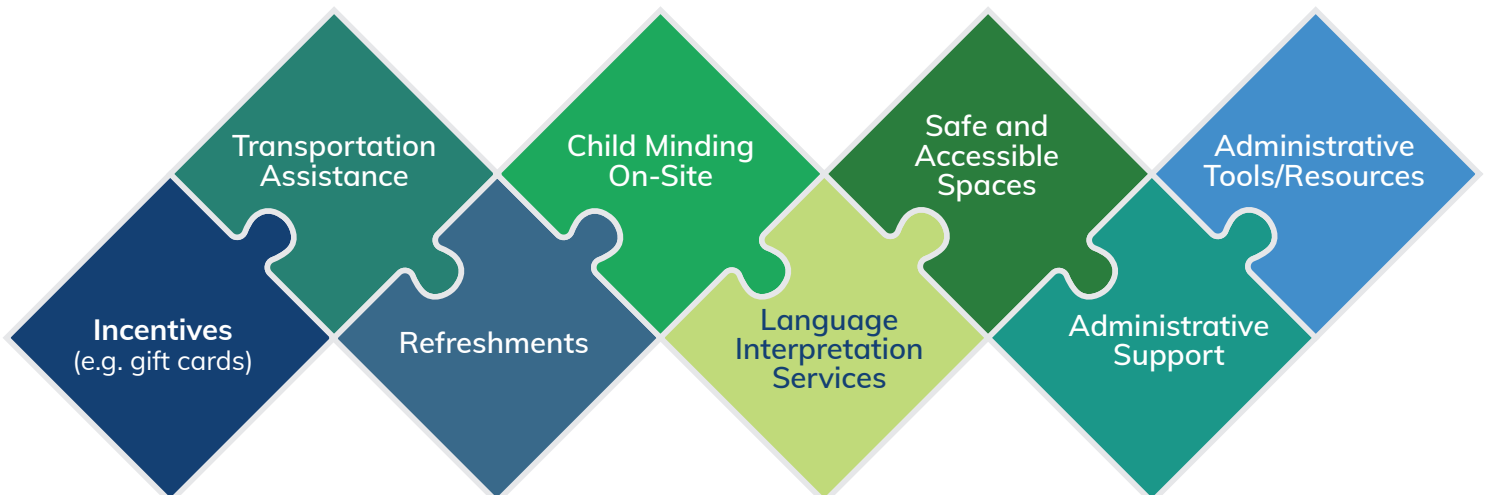 Transportation
Assistance
Child Minding
On-Site
Safe and
Accessible
Spaces
Administrative
Tools/Resources
Incentives
(e.g. gift cards)
Refreshments
Language
Interpretation
Services
Administrative
Support